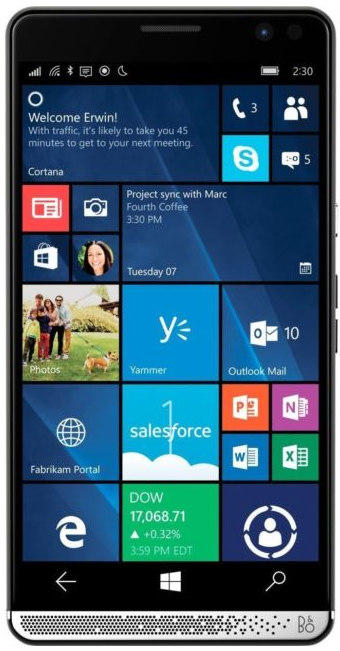 2:30
Welcome Erwin!
With traffic, it's likely to take you 45
minutes to get to your next meeting.
Cortana
3
5
Project sync with Marc
Fourth Coffee
3:30 PM
Tuesday 07
Photos
y
Yammer
10
Outlook Mail
Fabrikam Portal
1
salesforce
P
N
W
X
DOW
17,068.71
▲ +0.32%
3:59 PM EDT
B&O